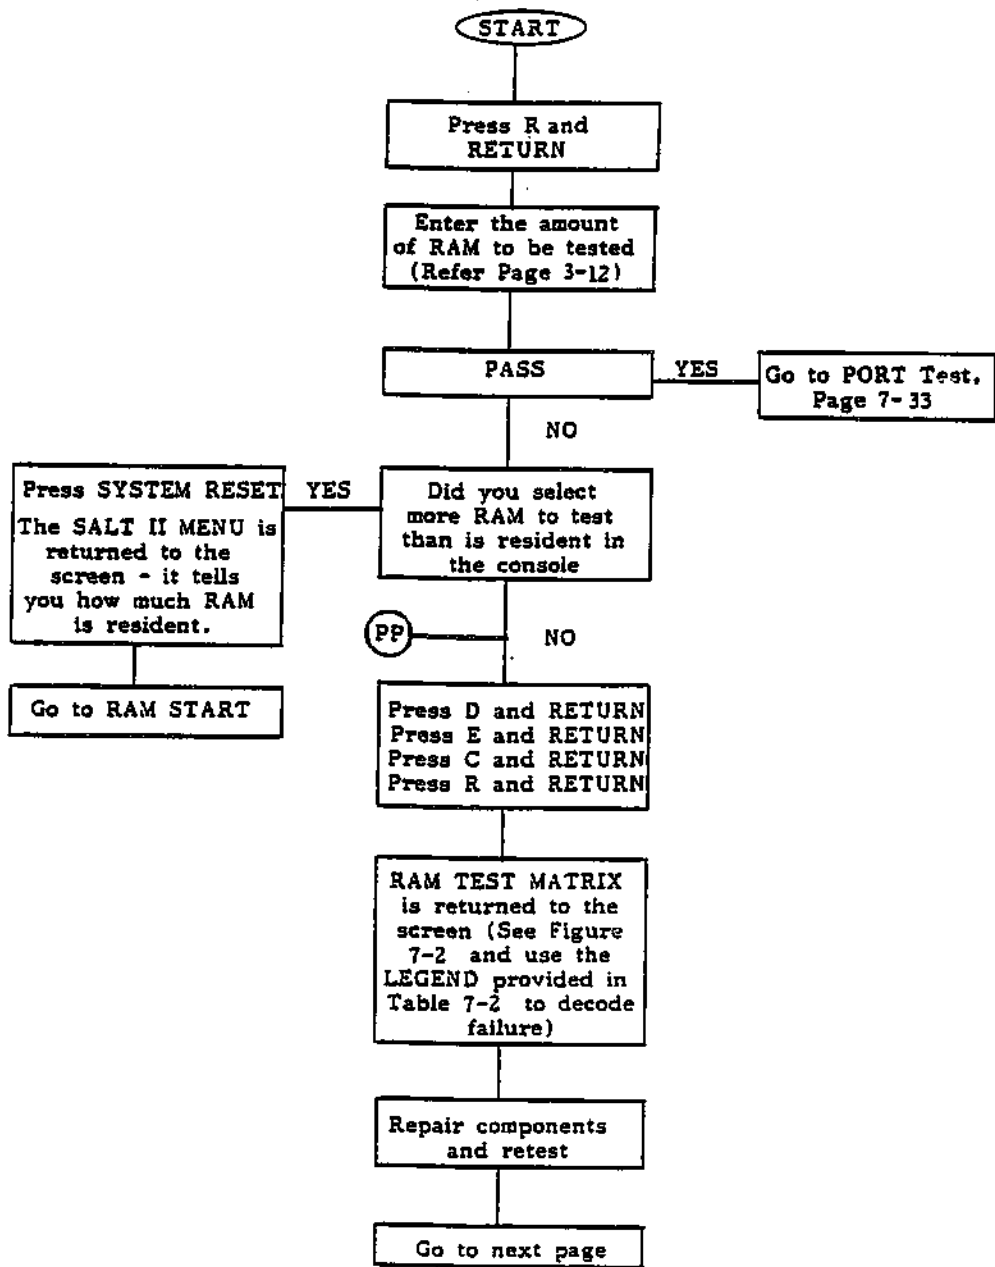 START
Press R and
RETURN
Enter the amount
of RAM to be tested
(Refer Page 3-12)
PASS
YES
Go to PORT Test.
Page 7-33
NO
Did you select
more RAM to test
than is resident in
the console
YES
Press SYSTEM RESET
The SALT II MENU is
returned to the
screen - it tells
you how much RAM
is resident.
Go to RAM START
PP
NO
Press D and RETURN
Press E and RETURN
Press C and RETURN
Press R and RETURN
RAM TEST MATRIX
is returned to the
screen (See Figure
7-2 and use the
LEGEND provided in
Table 7-2 to decode
failure)
Repair components
and retest
Go to next page